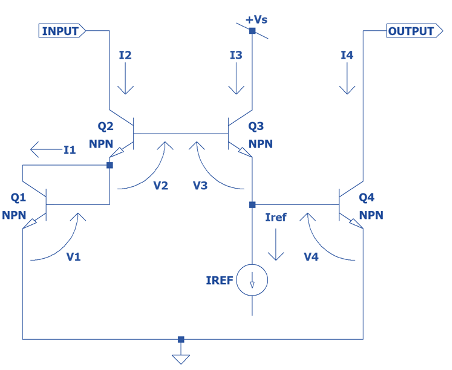 +Vs
INPUT
OUTPUT
I2
I3
I4
Q2
NPN
Q3
NPN
I1
V2
V3
Q1
NPN
Q4
NPN
Iref
V1
V4
IREF